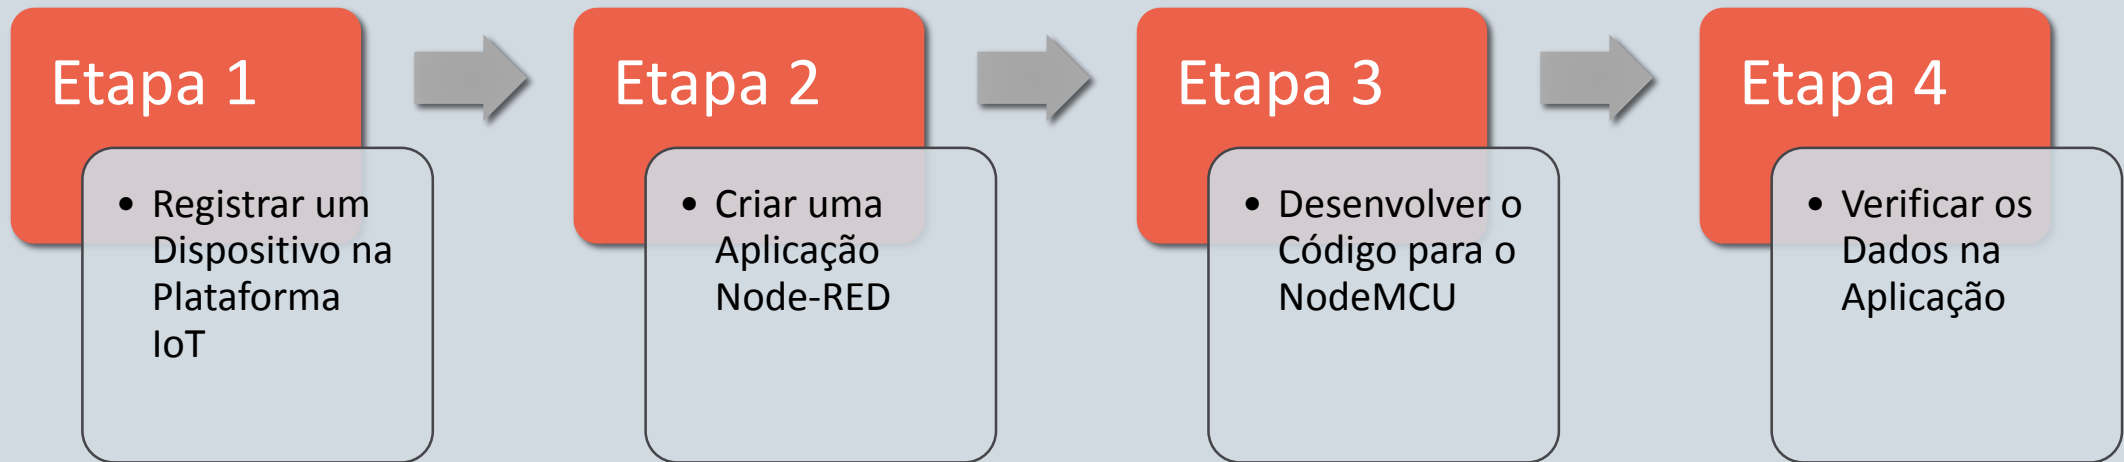 Etapa 1
• Registrar um
Dispositivo na
Plataforma
IoT
Etapa 2
• Criar uma
Aplicação
Node-RED
Etapa 3
• Desenvolver o
Código para o
NodeMCU
Etapa 4
• Verificar os
Dados na
Aplicação